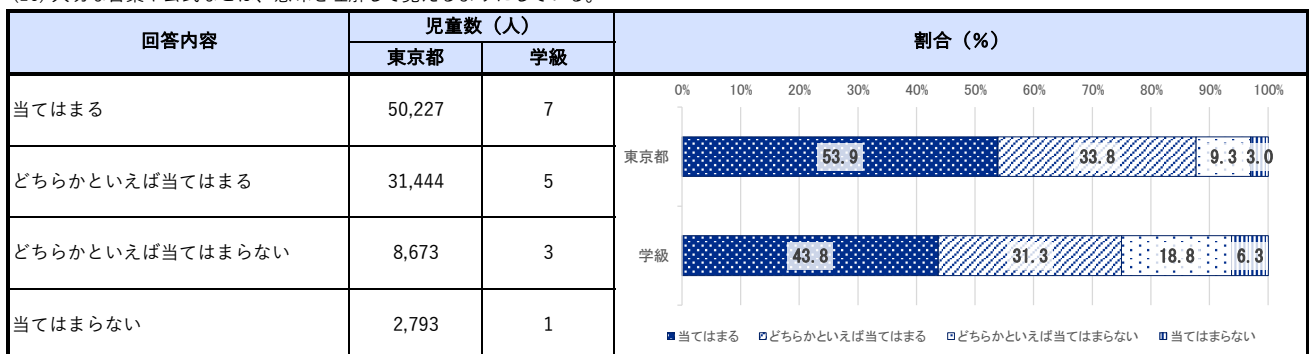 回答内容 児童数（人） 割合（%）
東京都 学級
当てはまる 50,227 7
どちらかといえば当てはまる 31,444 5
どちらかといえば当てはまらない 8,673 3
当てはまらない 2,793 1
0% 10% 20% 30% 40% 50% 60% 70% 80% 90% 100%
東京都 53.9 33.8 9.3 3.0
学級 43.8 31.3 18.8 6.3
当てはまる どちらかといえば当てはまる どちらかといえば当てはまらない 当てはまらない